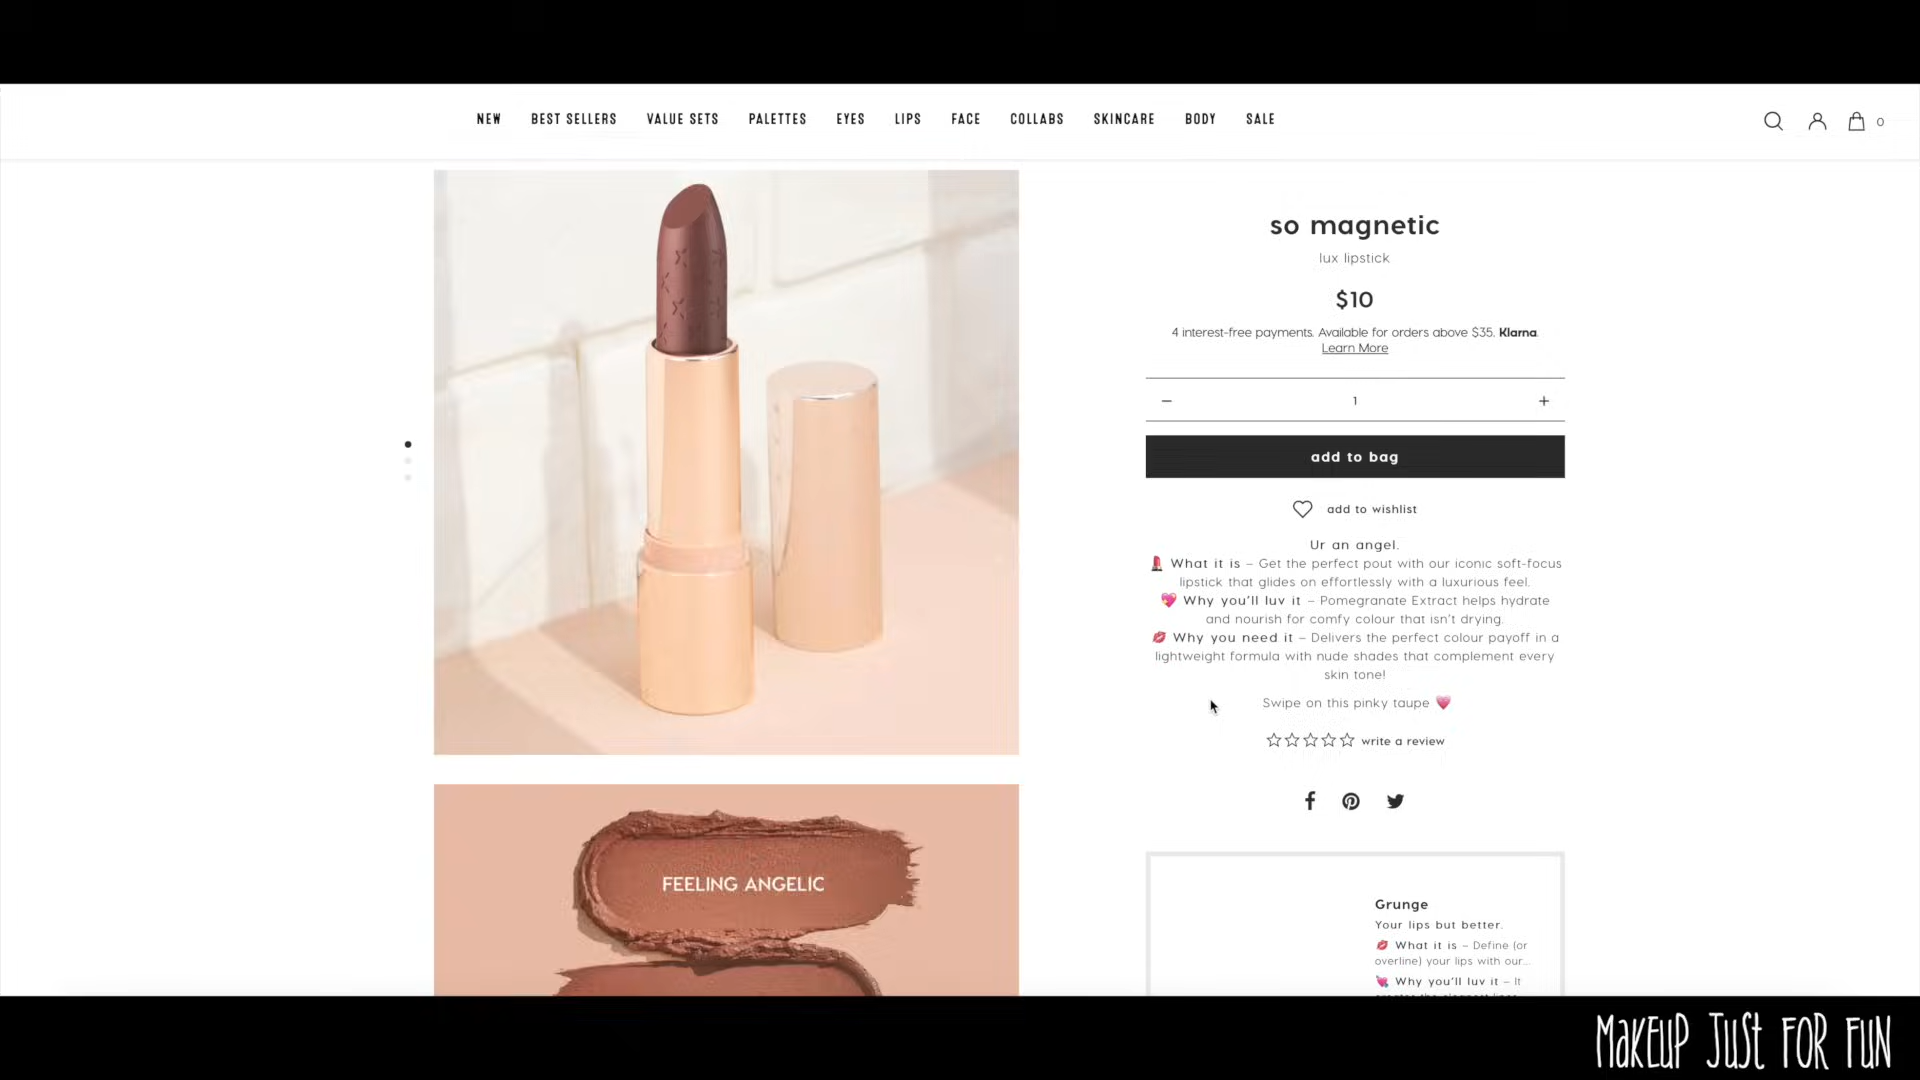 NEW BEST SELLERS VALUE SETS PALETTES EYES LIPS FACE COLLABS SKINCARE BODY SALE
0
so magnetic
lux lipstick
$10
4 interest-free payments. Available for orders above $35. Klarna.
Learn More
− 1 +
add to bag
add to wishlist
Ur an angel.
💄 What it is – Get the perfect pout with our iconic soft-focus
lipstick that glides on effortlessly with a luxurious feel.
💖 Why you'll luv it – Pomegranate Extract helps hydrate
and nourish for comfy colour that isn't drying.
💋 Why you need it – Delivers the perfect colour payoff in a
lightweight formula with nude shades that complement every
skin tone!
Swipe on this pinky taupe 💗
write a review
FEELING ANGELIC
Grunge
Your lips but better.
💋 What it is – Define (or
overline) your lips with our...
💘 Why you'll luv it – It
MAKEUP JUST FOR FUN